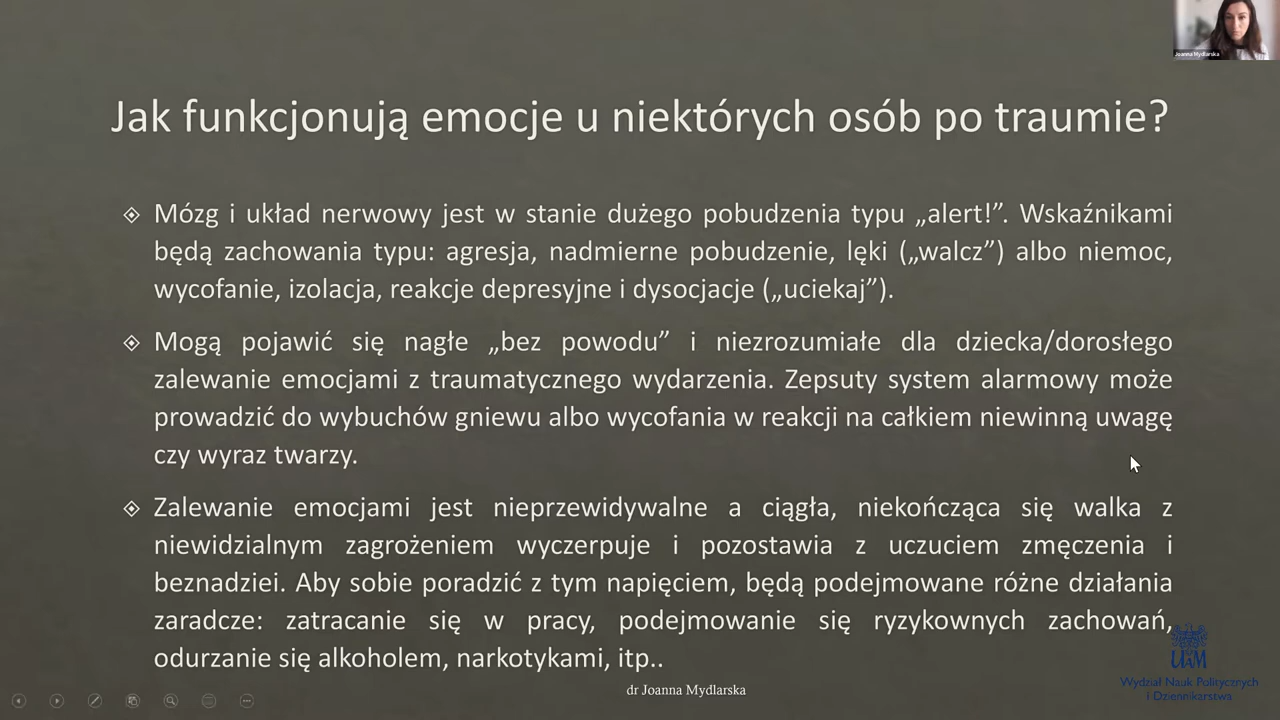 Joanna Mydlarska
Jak funkcjonują emocje u niektórych osób po traumie?
Mózg i układ nerwowy jest w stanie dużego pobudzenia typu „alert!”. Wskaźnikami
będą zachowania typu: agresja, nadmierne pobudzenie, lęki („walcz”) albo niemoc,
wycofanie, izolacja, reakcje depresyjne i dysocjacje („uciekaj”).
Mogą pojawić się nagłe „bez powodu” i niezrozumiałe dla dziecka/dorosłego
zalewanie emocjami z traumatycznego wydarzenia. Zepsuty system alarmowy może
prowadzić do wybuchów gniewu albo wycofania w reakcji na całkiem niewinną uwagę
czy wyraz twarzy.
Zalewanie emocjami jest nieprzewidywalne a ciągła, niekończąca się walka z
niewidzialnym zagrożeniem wyczerpuje i pozostawia z uczuciem zmęczenia i
beznadziei. Aby sobie poradzić z tym napięciem, będą podejmowane różne działania
zaradcze: zatracanie się w pracy, podejmowanie się ryzykownych zachowań,
odurzanie się alkoholem, narkotykami, itp..
dr Joanna Mydlarska
UAM
Wydział Nauk Politycznych
i Dziennikarstwa